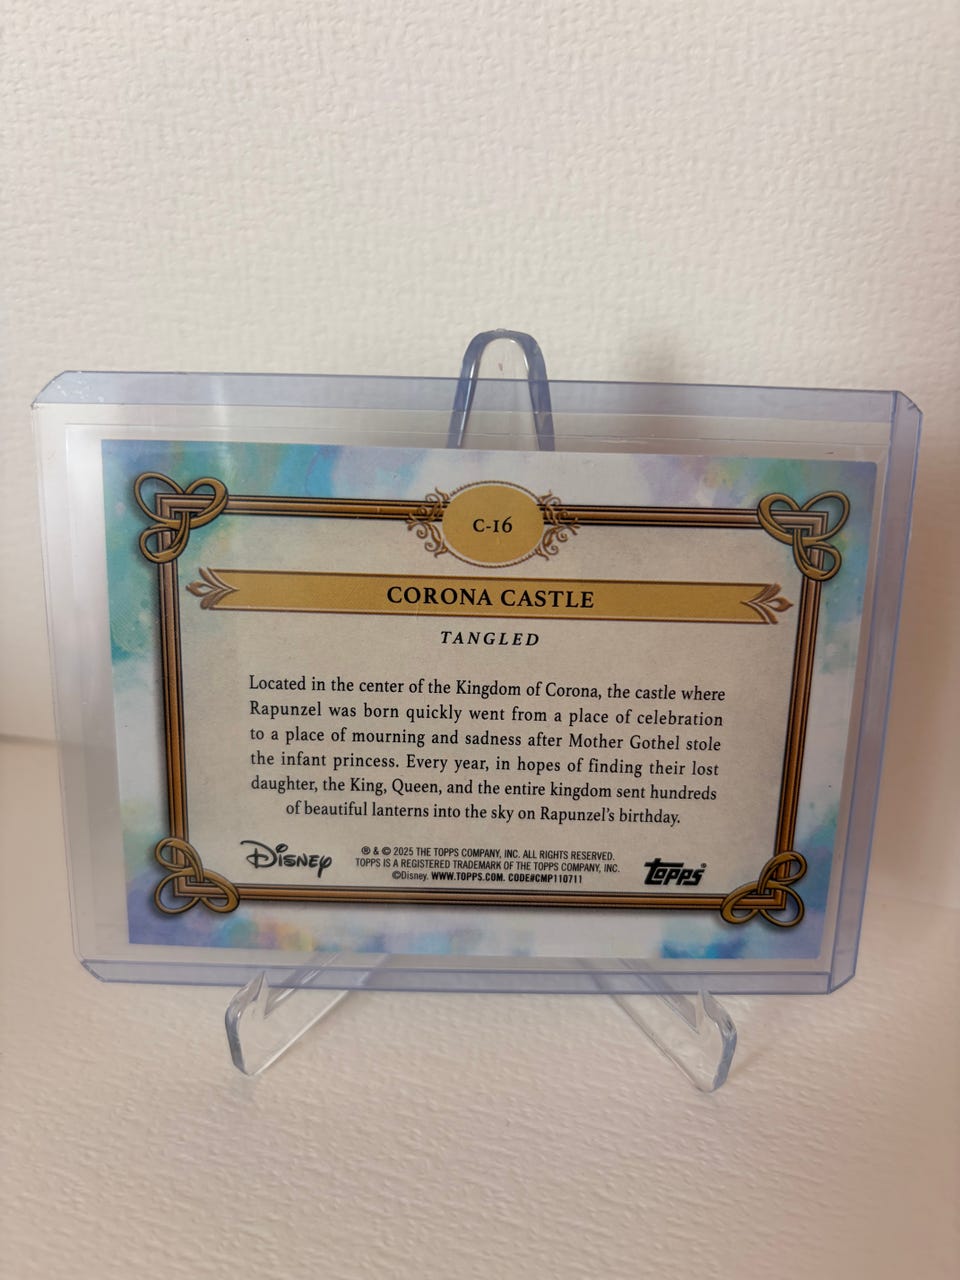 C-16
CORONA CASTLE
TANGLED
Located in the center of the Kingdom of Corona, the castle where
Rapunzel was born quickly went from a place of celebration
to a place of mourning and sadness after Mother Gothel stole
the infant princess. Every year, in hopes of finding their lost
daughter, the King, Queen, and the entire kingdom sent hundreds
of beautiful lanterns into the sky on Rapunzel's birthday.
Disney
® & © 2025 THE TOPPS COMPANY, INC. ALL RIGHTS RESERVED.
TOPPS IS A REGISTERED TRADEMARK OF THE TOPPS COMPANY, INC.
©Disney. WWW.TOPPS.COM. CODE#CMP110711
Topps®